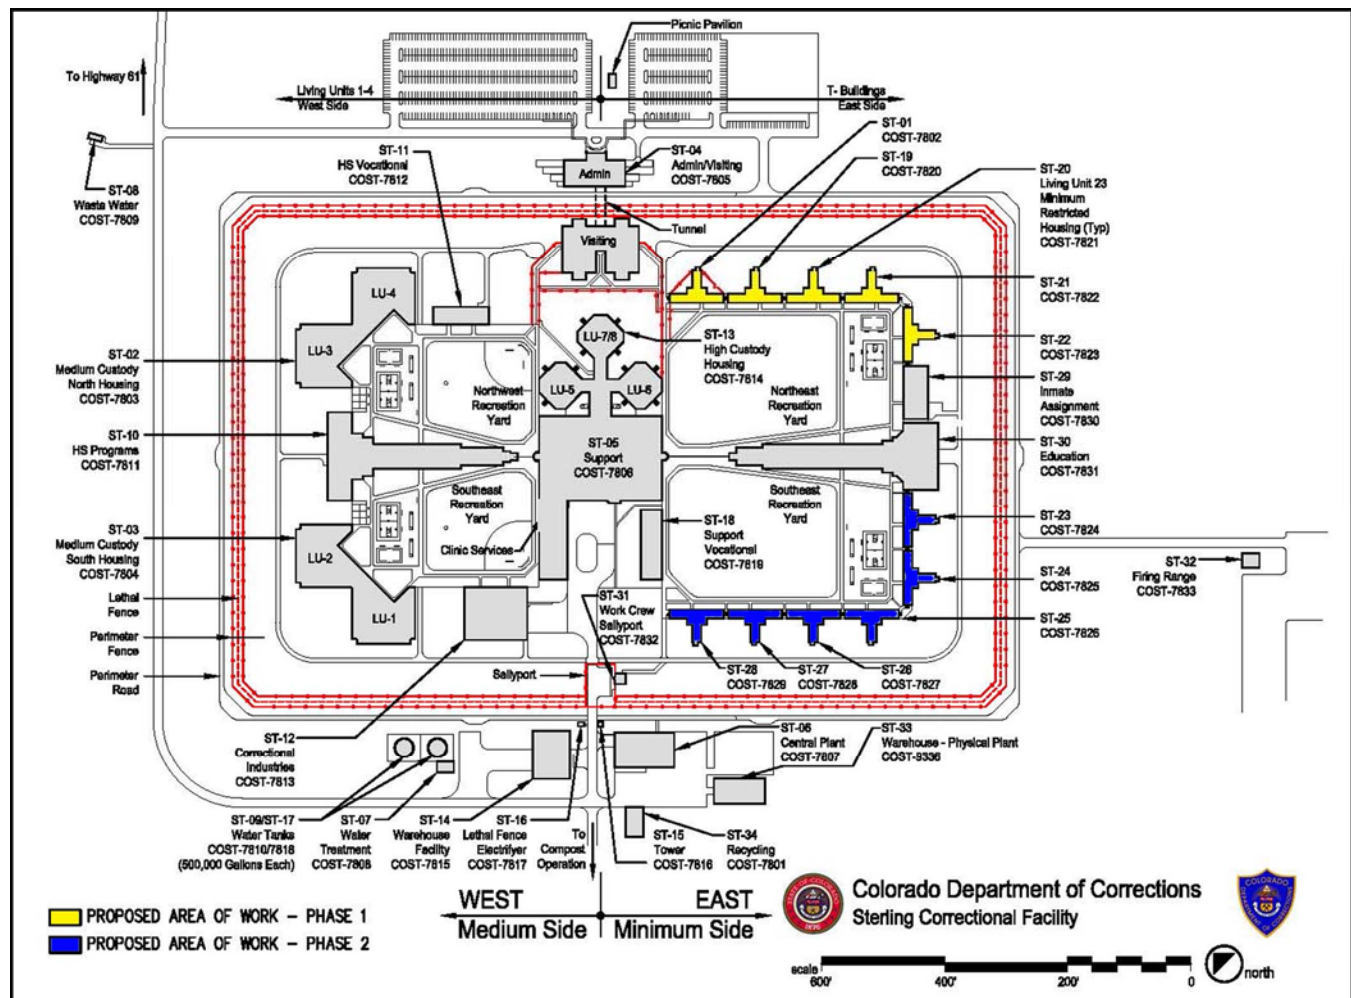 Picnic Pavilion
To Highway 61
Living Units 1-4
West Side
T- Buildings
East Side
ST-01
COST-7802
ST-11
HS Vocational
COST-7812
ST-04
Admin/Visiting
COST-7805
ST-19
COST-7820
ST-20
Living Unit 23
Minimum
Restricted
Housing (Typ)
COST-7821
ST-08
Waste Water
COST-7809
Admin
Tunnel
Visiting
ST-21
COST-7822
LU-4
LU-3
LU-7/8
ST-13
High Custody
Housing
COST-7814
ST-22
COST-7823
ST-02
Medium Custody
North Housing
COST-7803
LU-5
LU-6
Northwest
Recreation
Yard
Northeast
Recreation
Yard
ST-29
Inmate
Assignment
COST-7830
ST-10
HS Programs
COST-7811
ST-05
Support
COST-7806
ST-30
Education
COST-7831
Southeast
Recreation
Yard
Southeast
Recreation
Yard
ST-03
Medium Custody
South Housing
COST-7804
LU-2
Clinic Services
ST-18
Support
Vocational
COST-7819
ST-23
COST-7824
ST-24
COST-7825
ST-32
Firing Range
COST-7833
Lethal
Fence
LU-1
ST-31
Work Crew
Sallyport
COST-7832
ST-25
COST-7826
Perimeter
Fence
Perimeter
Road
Sallyport
ST-28
COST-7829
ST-27
COST-7828
ST-26
COST-7827
ST-12
Correctional
Industries
COST-7813
ST-06
Central Plant
COST-7807
ST-33
Warehouse - Physical Plant
COST-9336
ST-09/ST-17
Water Tanks
COST-7810/7818
(500,000 Gallons Each)
ST-07
Water
Treatment
COST-7808
ST-14
Warehouse
Facility
COST-7815
ST-16
Lethal Fence
Electrifyer
COST-7817
To
Compost
Operation
ST-15
Tower
COST-7816
ST-34
Recycling
COST-7801
WEST
Medium Side
EAST
Minimum Side
Colorado Department of Corrections
Sterling Correctional Facility
PROPOSED AREA OF WORK - PHASE 1
PROPOSED AREA OF WORK - PHASE 2
STATE OF COLORADO
1876
COLORADO
scale
600'
400'
200'
0
north